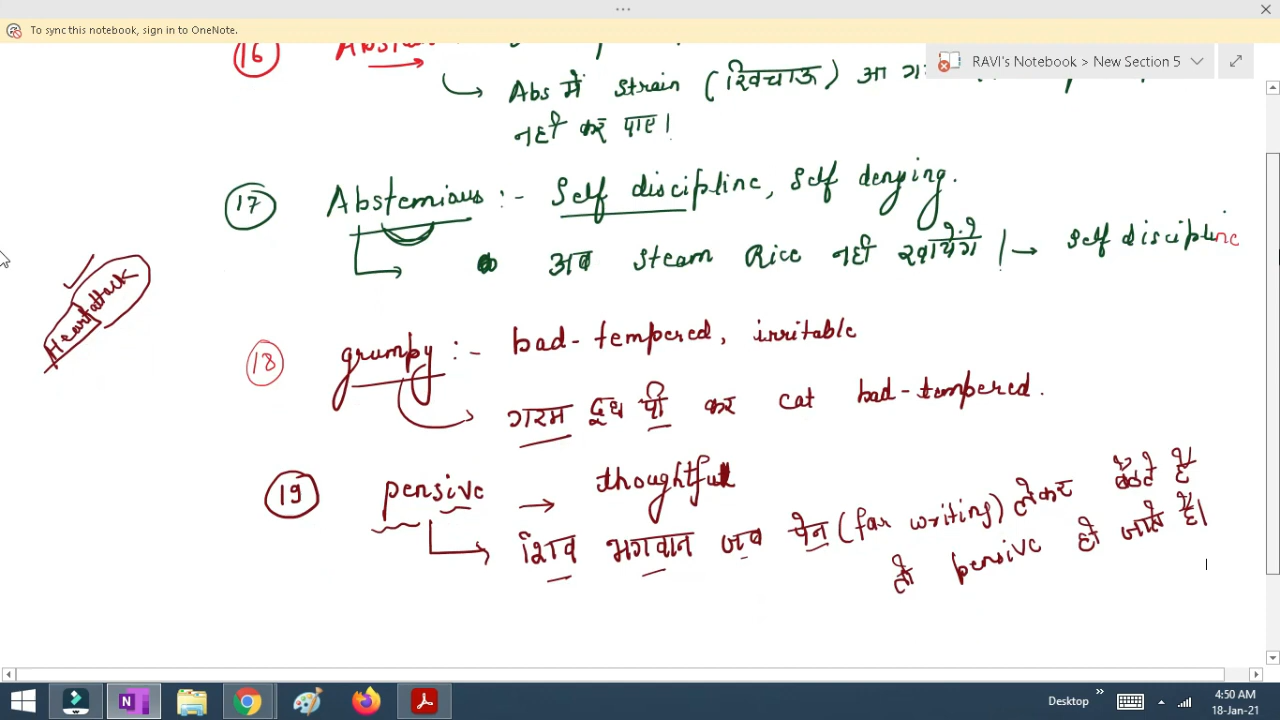 To sync this notebook, sign in to OneNote.
RAVI's Notebook > New Section 5
16
Abs में strain (खिचाऊ) आ
नही कर पाए।
17 Abstemious :- Self discipline, Self denying.
अब steam Rice नही खायेगे। → Self discipline
Heart attack
18 grumpy :- bad-tempered, irritable
गरम दूध पी कर cat bad-tempered.
19 pensive → thoughtful
शिव भगवान जब पेन (for writing) लेकर बैठते है
तो pensive हो जाते है।
4:50 AM
Desktop
18-Jan-21